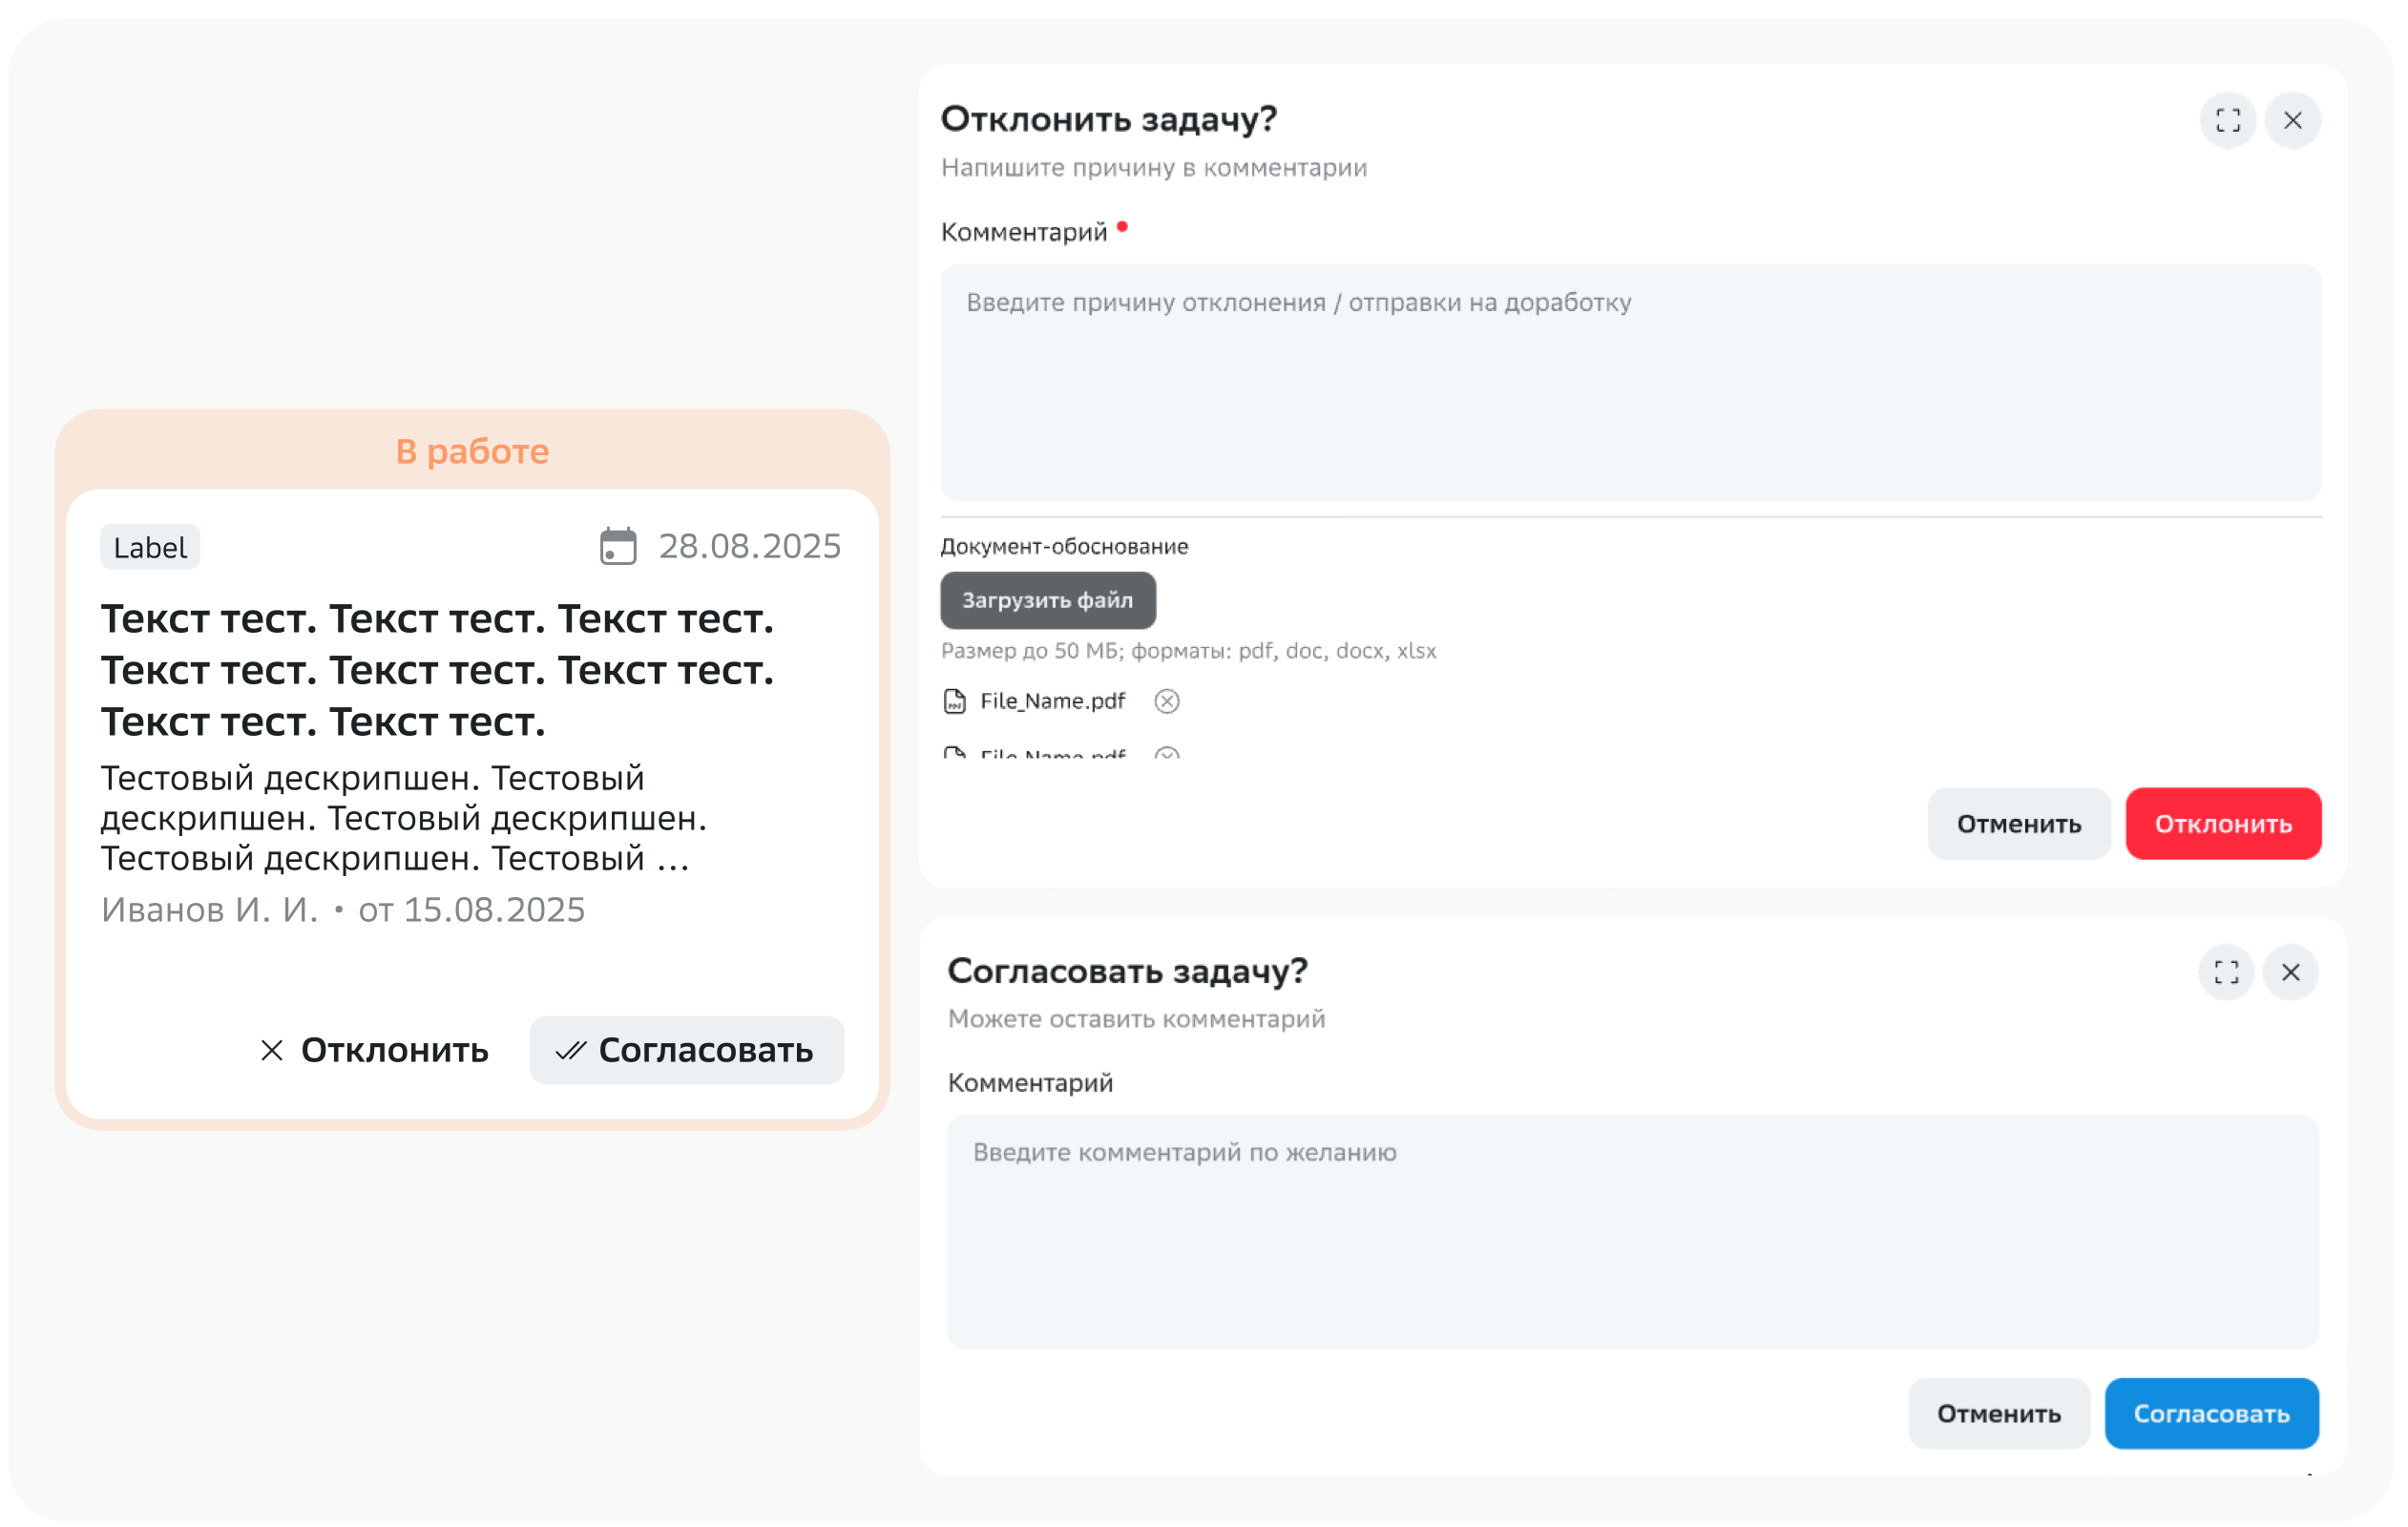 В работе
Label
28.08.2025
Текст тест. Текст тест. Текст тест.
Текст тест. Текст тест. Текст тест.
Текст тест. Текст тест.
Тестовый дескрипшен. Тестовый
дескрипшен. Тестовый дескрипшен.
Тестовый дескрипшен. Тестовый ...
Иванов И. И. • от 15.08.2025
Отклонить
Согласовать
Отклонить задачу?
Напишите причину в комментарии
Комментарий
Введите причину отклонения / отправки на доработку
Документ-обоснование
Загрузить файл
Размер до 50 МБ; форматы: pdf, doc, docx, xlsx
PDF File_Name.pdf
File_Name.pdf
Отменить
Отклонить
Согласовать задачу?
Можете оставить комментарий
Комментарий
Введите комментарий по желанию
Отменить
Согласовать